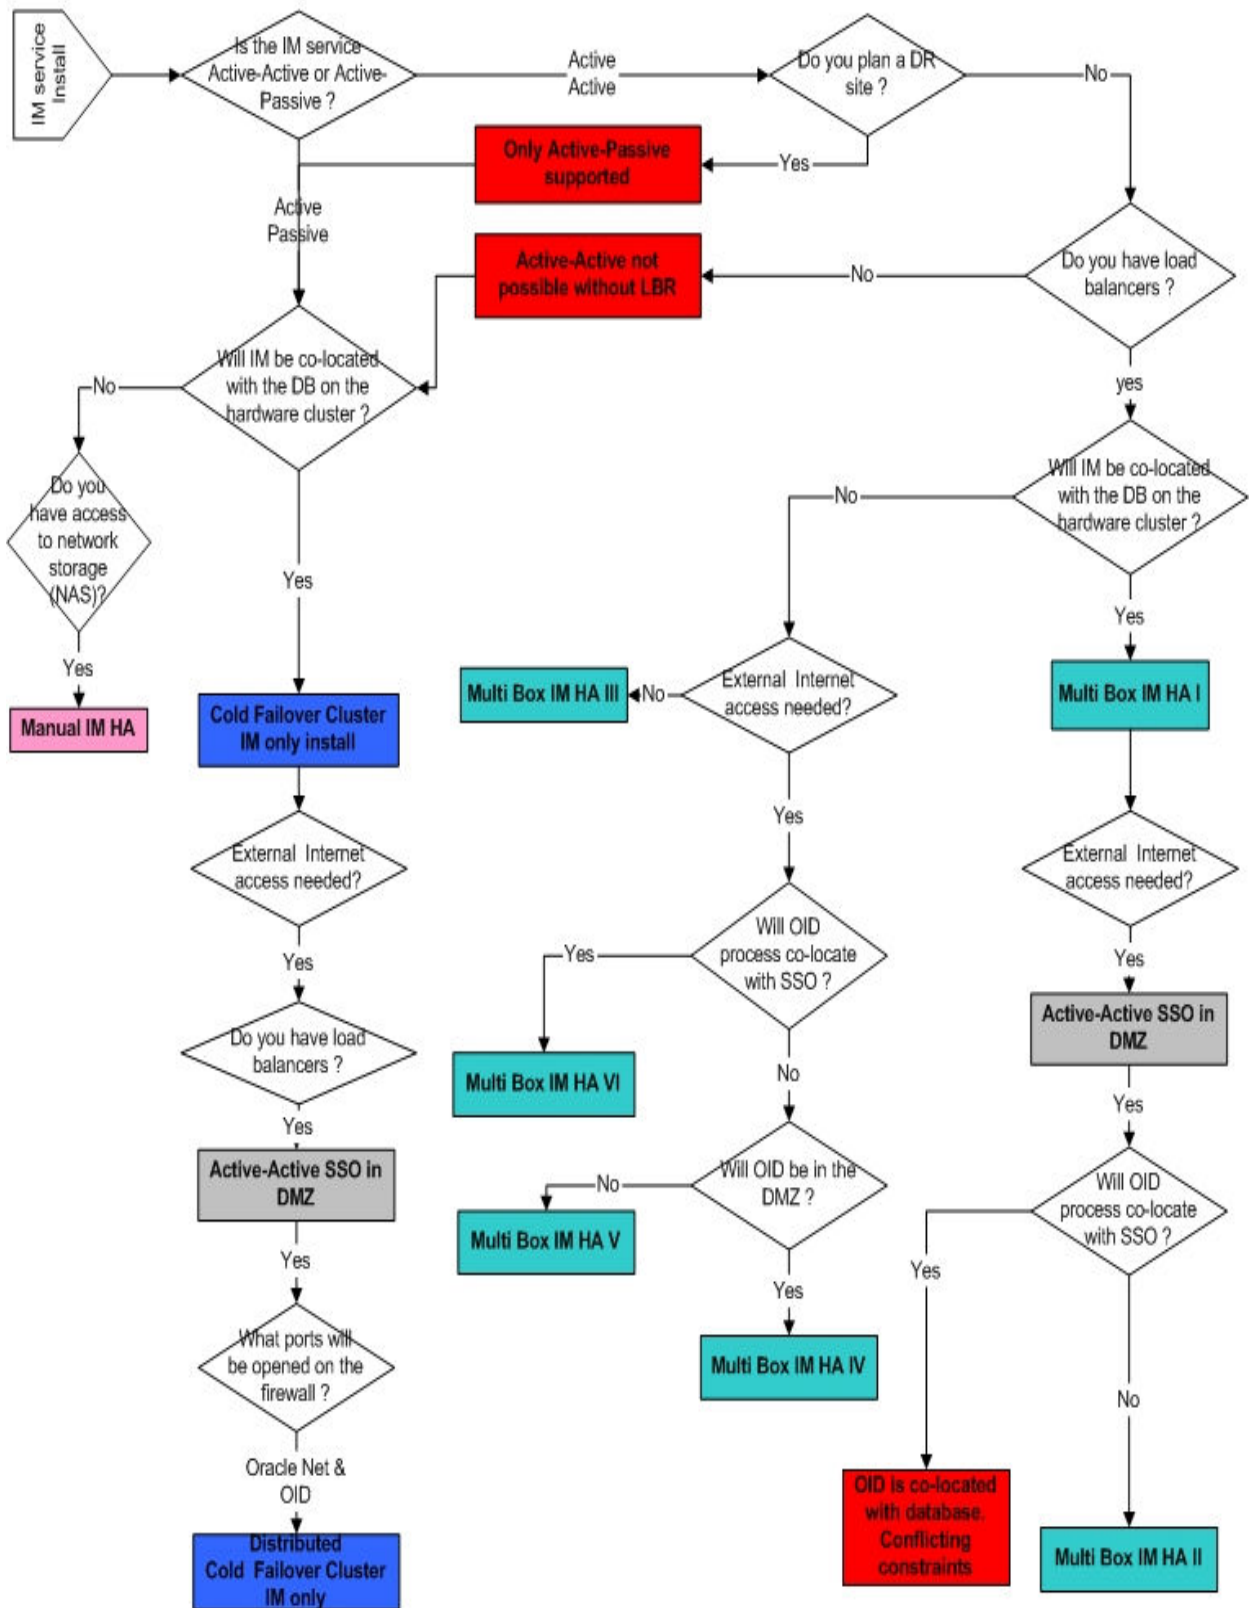 IM service
Install
Is the IM service
Active-Active or Active-
Passive ?
Active
Active
Do you plan a DR
site ?
No
Only Active-Passive
supported
Yes
Active
Passive
Active-Active not
possible without LBR
No
Do you have load
balancers ?
Will IM be co-located
with the DB on the
hardware cluster ?
No
yes
Do you
have access
to network
storage
(NAS)?
Will IM be co-located
with the DB on the
hardware cluster ?
No
Yes
Yes
Yes
Manual IM HA
Cold Failover Cluster
IM only install
Multi Box IM HA III
No
External Internet
access needed?
Multi Box IM HA I
Yes
External Internet
access needed?
External Internet
access needed?
Yes
Will OID
process co-locate
with SSO ?
Yes
Yes
Do you have load
balancers ?
Active-Active SSO in
DMZ
Multi Box IM HA VI
No
Yes
Yes
Active-Active SSO in
DMZ
Will OID be in the
DMZ ?
No
Will OID
process co-locate
with SSO ?
Multi Box IM HA V
Yes
Yes
Yes
What ports will
be opened on the
firewall ?
Multi Box IM HA IV
No
Oracle Net &
OID
OID is co-located
with database.
Conflicting
constraints
Distributed
Cold Failover Cluster
IM only
Multi Box IM HA II